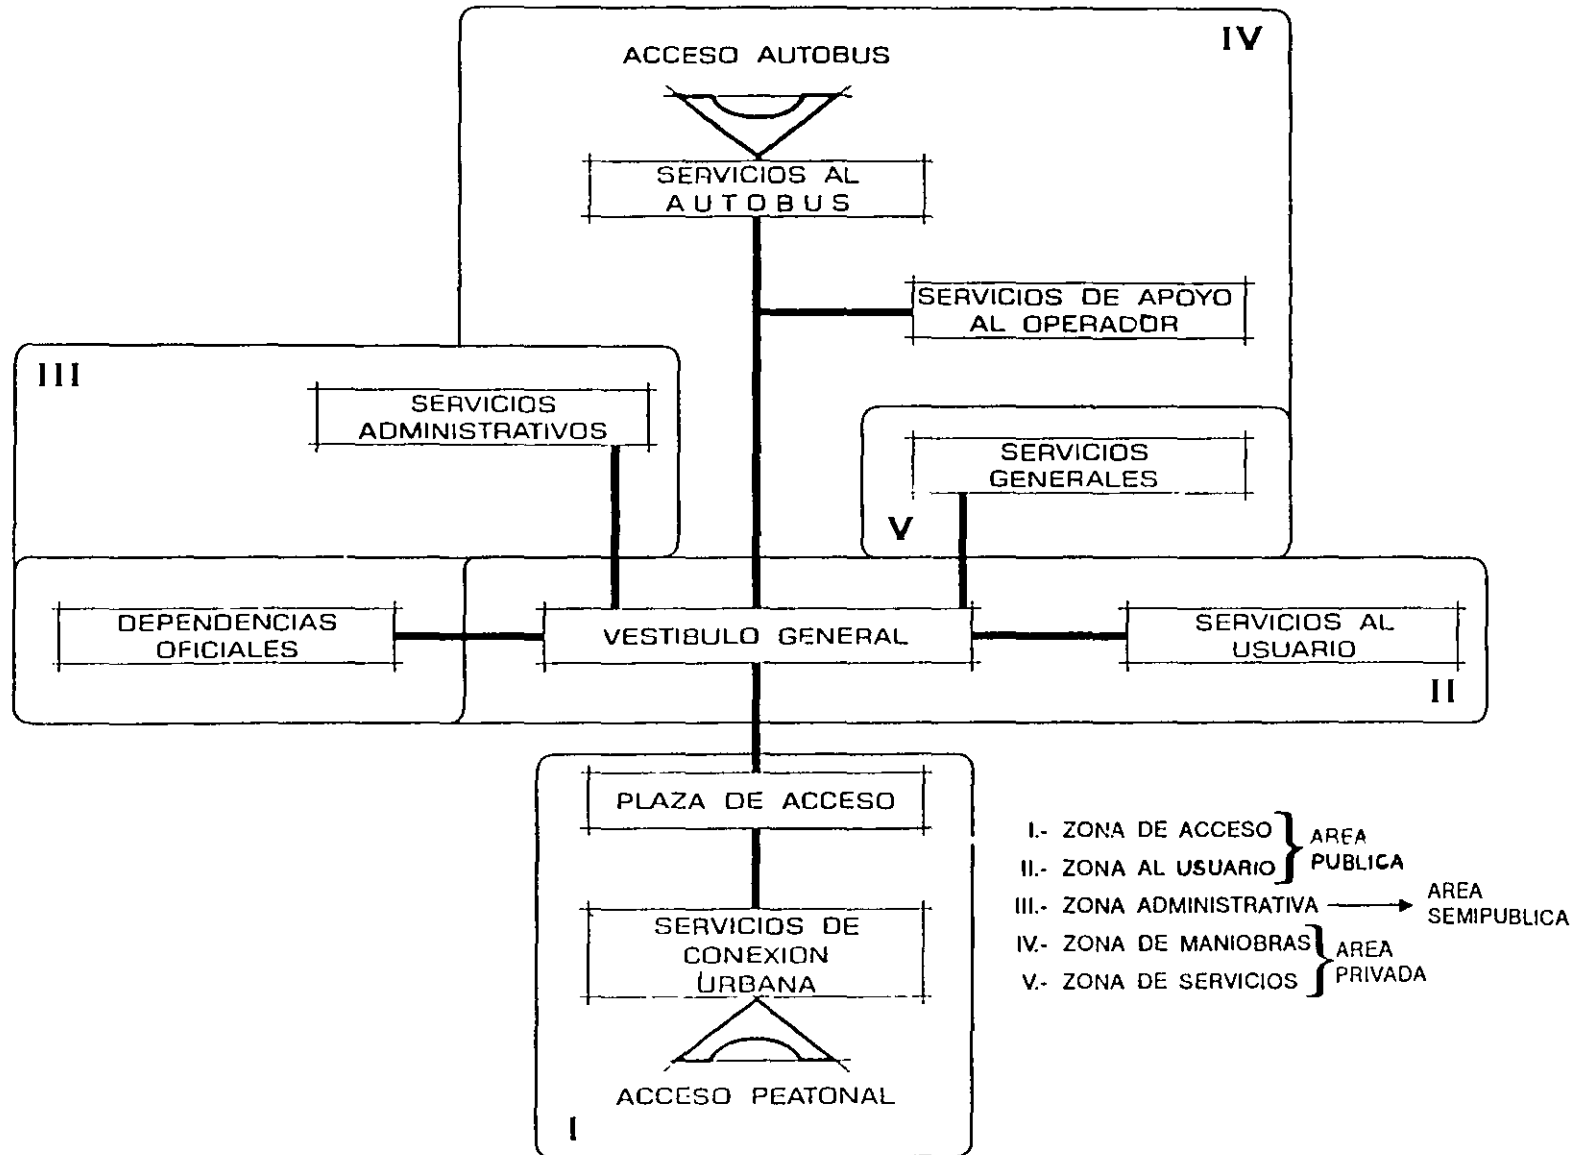 IV
ACCESO AUTOBUS
SERVICIOS AL
AUTOBUS
SERVICIOS DE APOYO
AL OPERADOR
III
SERVICIOS
ADMINISTRATIVOS
SERVICIOS
GENERALES
V
DEPENDENCIAS
OFICIALES
VESTIBULO GENERAL
SERVICIOS AL
USUARIO
II
PLAZA DE ACCESO
SERVICIOS DE
CONEXION
URBANA
ACCESO PEATONAL
I
I.- ZONA DE ACCESO
II.- ZONA AL USUARIO
AREA
PUBLICA
III.- ZONA ADMINISTRATIVA
AREA
SEMIPUBLICA
IV.- ZONA DE MANIOBRAS
V.- ZONA DE SERVICIOS
AREA
PRIVADA